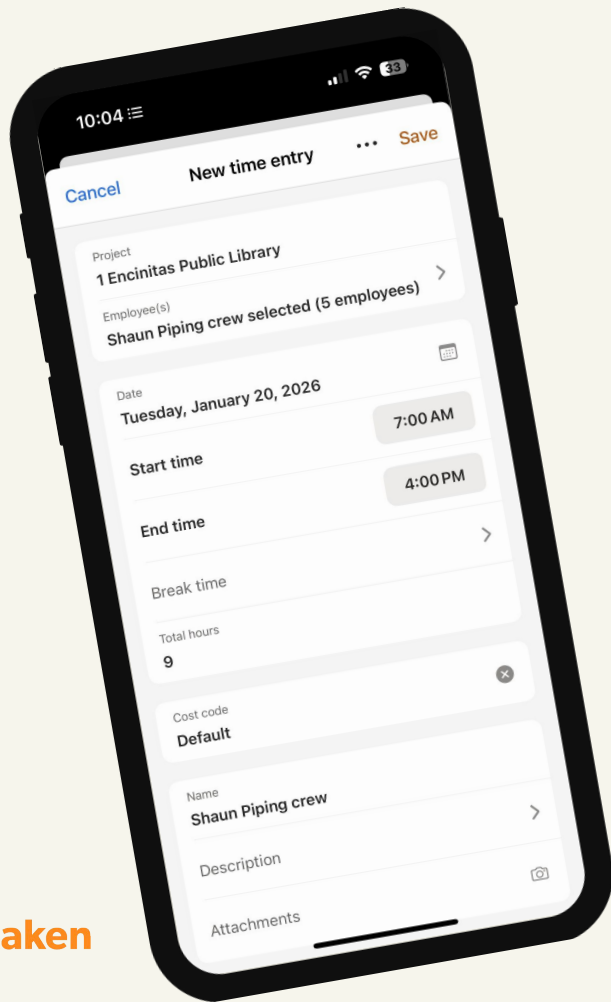 10:04
33
Cancel
New time entry
Save
Project
1 Encinitas Public Library
Employee(s)
Shaun Piping crew selected (5 employees)
Date
Tuesday, January 20, 2026
Start time
7:00 AM
End time
4:00 PM
Break time
Total hours
9
Cost code
Default
Name
Shaun Piping crew
Description
Attachments
aken